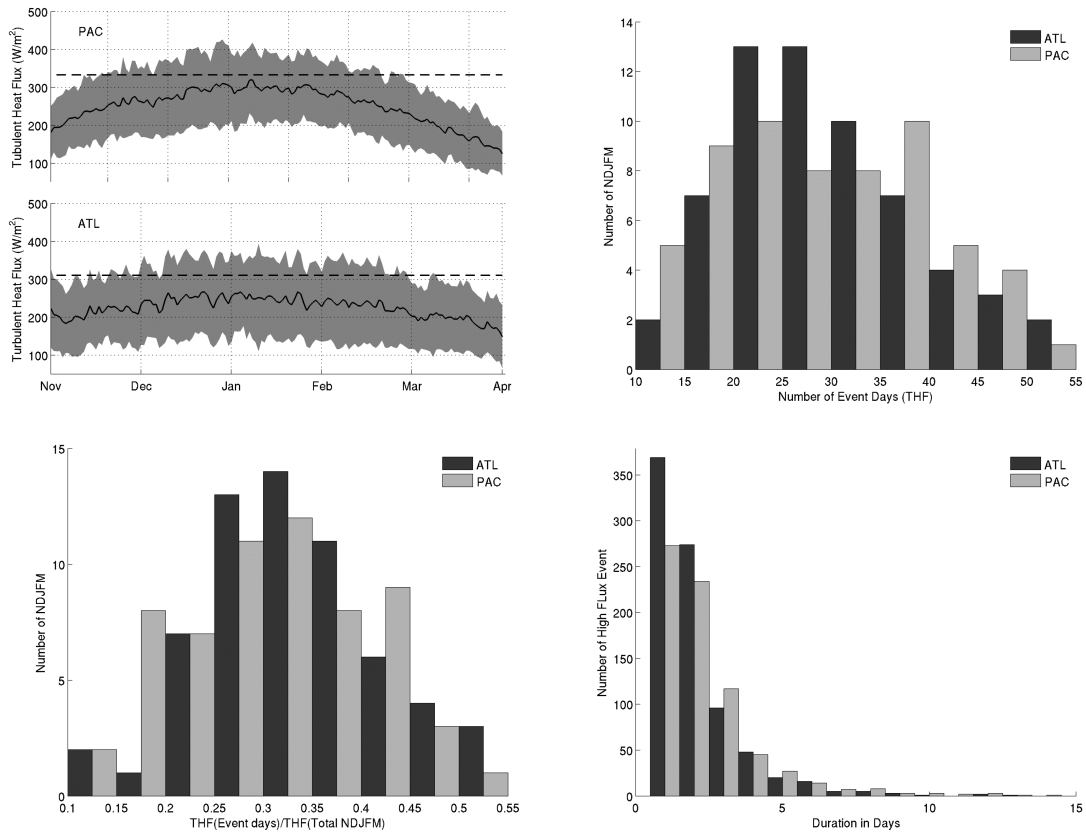 PAC
Turbulent Heat Flux (W/m²)
500
400
300
200
100
ATL
Turbulent Heat Flux (W/m²)
500
400
300
200
100
Nov Dec Jan Feb Mar Apr
ATL
PAC
Number of NDJFM
14
12
10
8
6
4
2
0
10 15 20 25 30 35 40 45 50 55
Number of Event Days (THF)
ATL
PAC
Number of NDJFM
15
10
5
0
0.1 0.15 0.2 0.25 0.3 0.35 0.4 0.45 0.5 0.55
THF(Event days)/THF(Total NDJFM)
ATL
PAC
Number of High FLux Event
350
300
250
200
150
100
50
0
0 5 10 15
Duration in Days